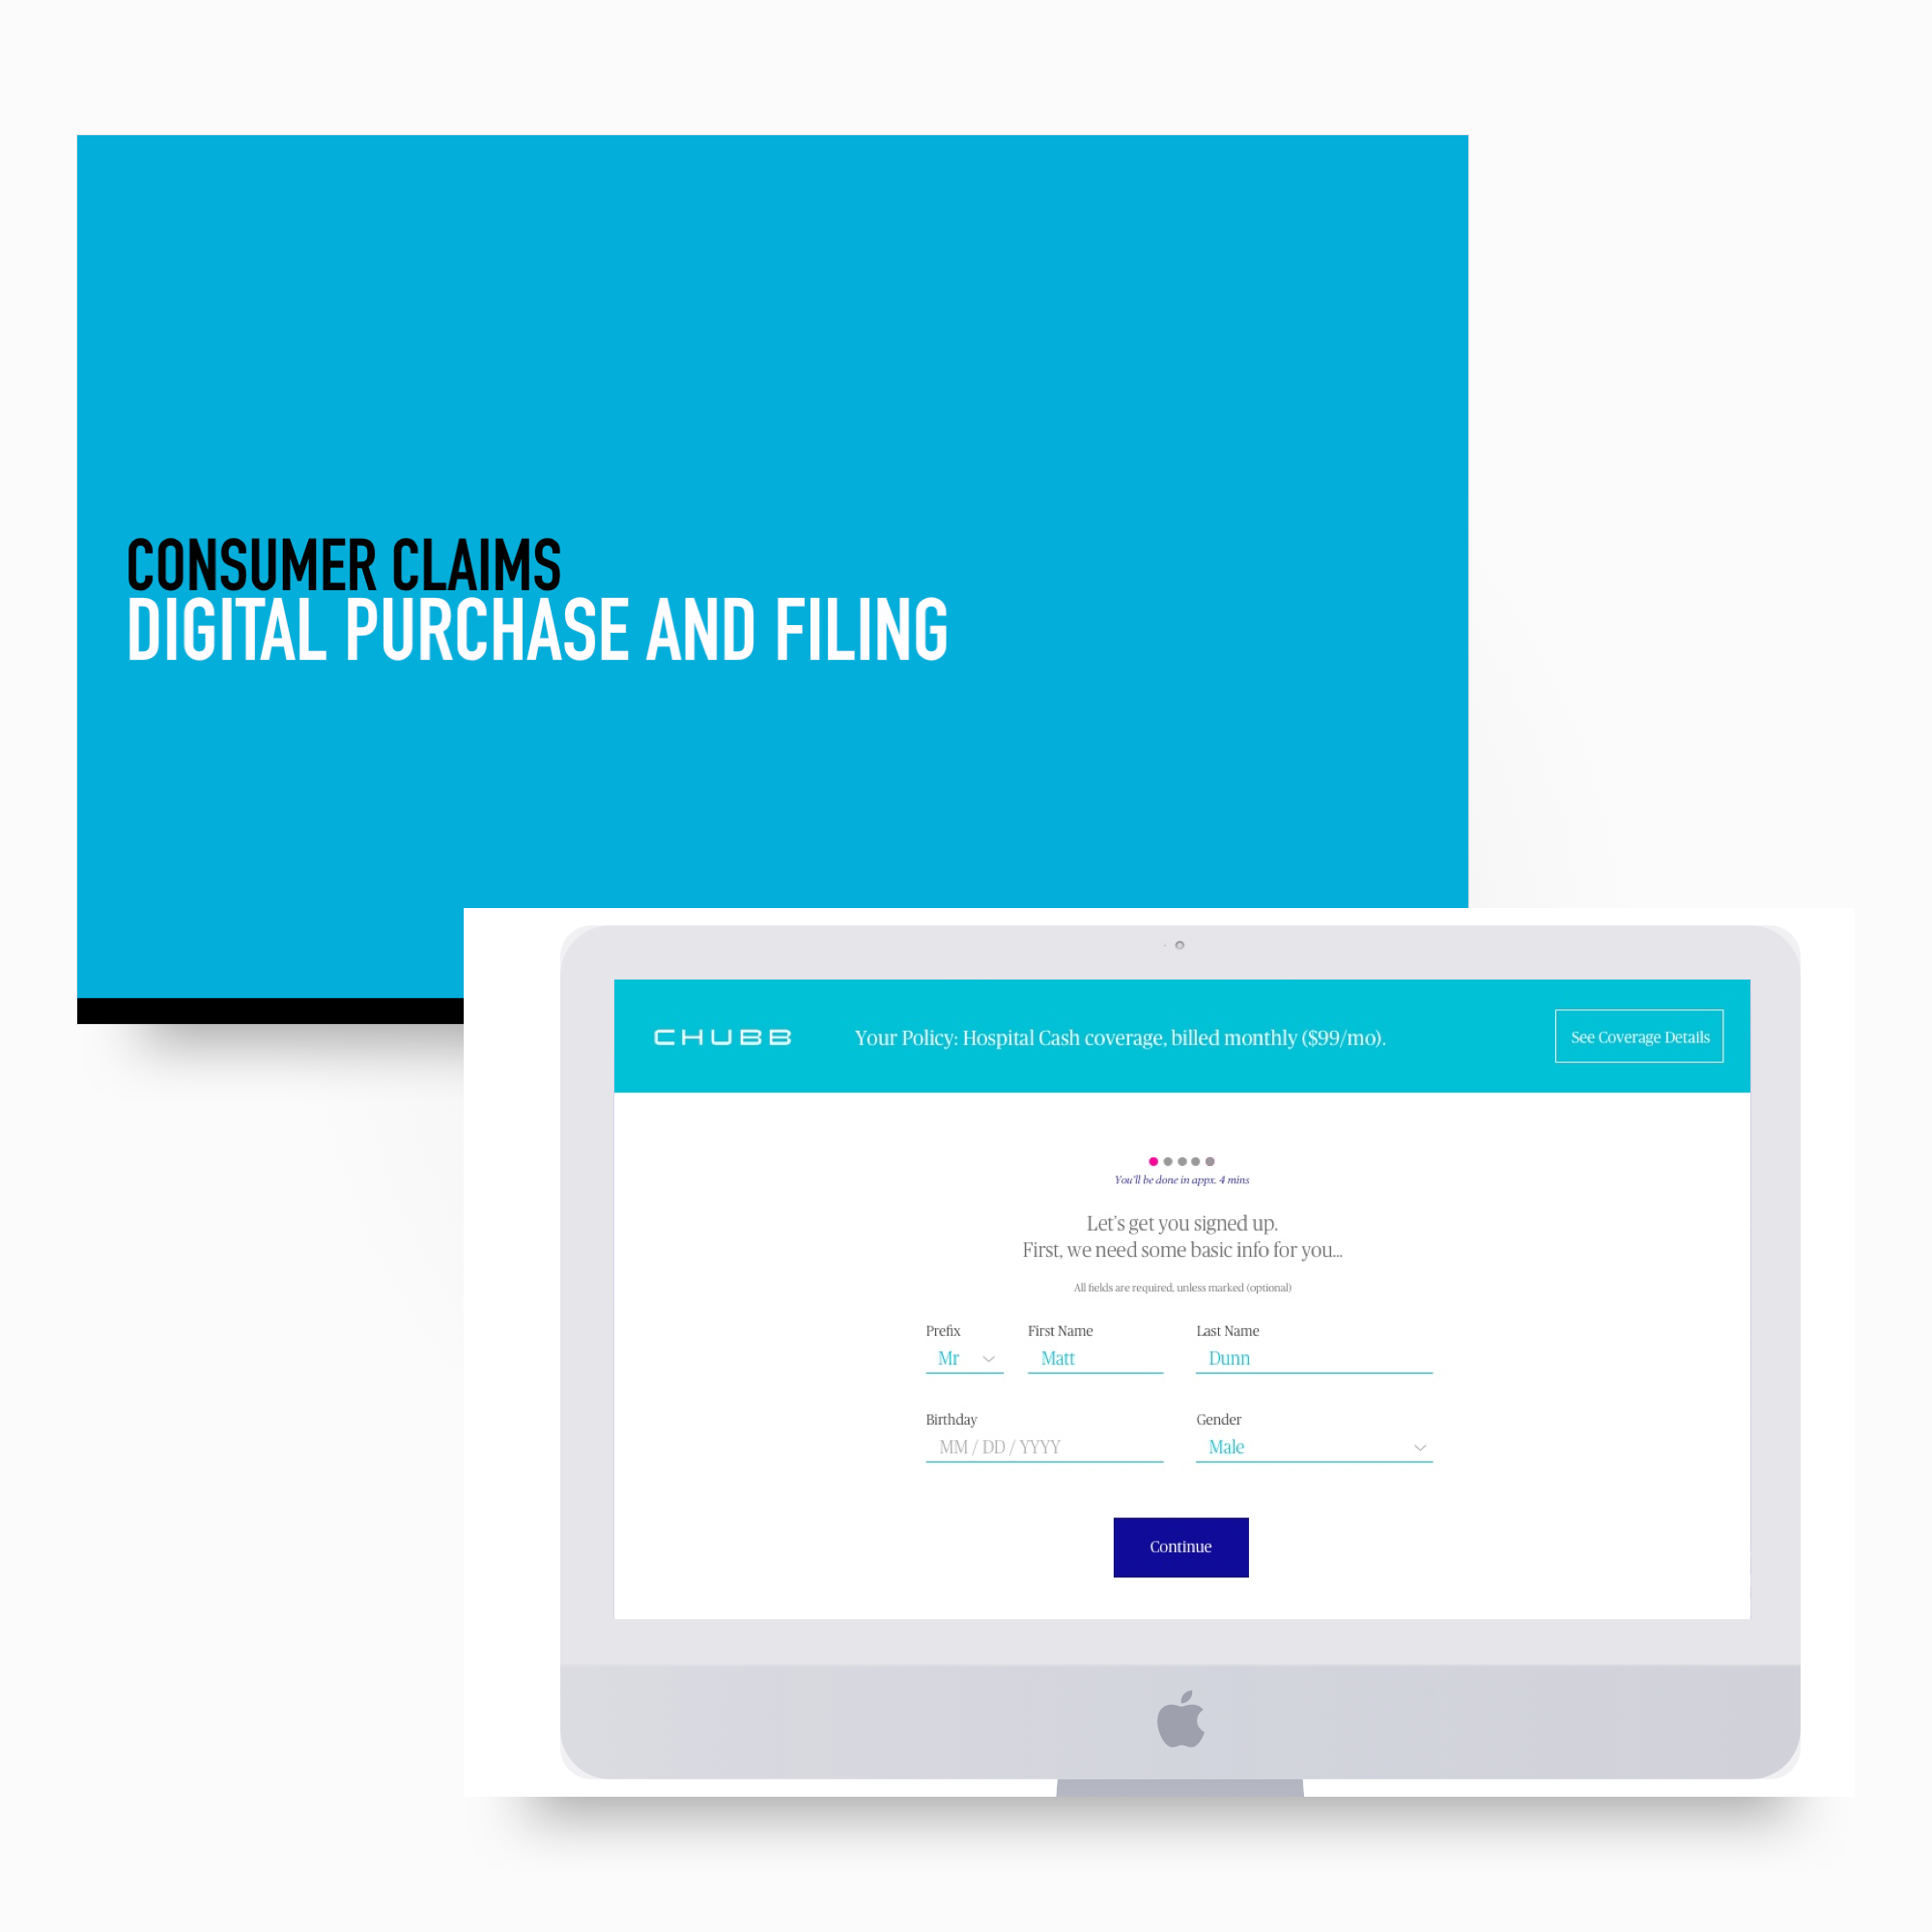 CONSUMER CLAIMS
DIGITAL PURCHASE AND FILING
CHUBB
Your Policy: Hospital Cash coverage, billed monthly ($99/mo).
See Coverage Details
You'll be done in appx. 4 mins
Let's get you signed up.
First, we need some basic info for you...
All fields are required, unless marked (optional)
Prefix First Name Last Name
Mr Matt Dunn
Birthday Gender
MM / DD / YYYY Male
Continue